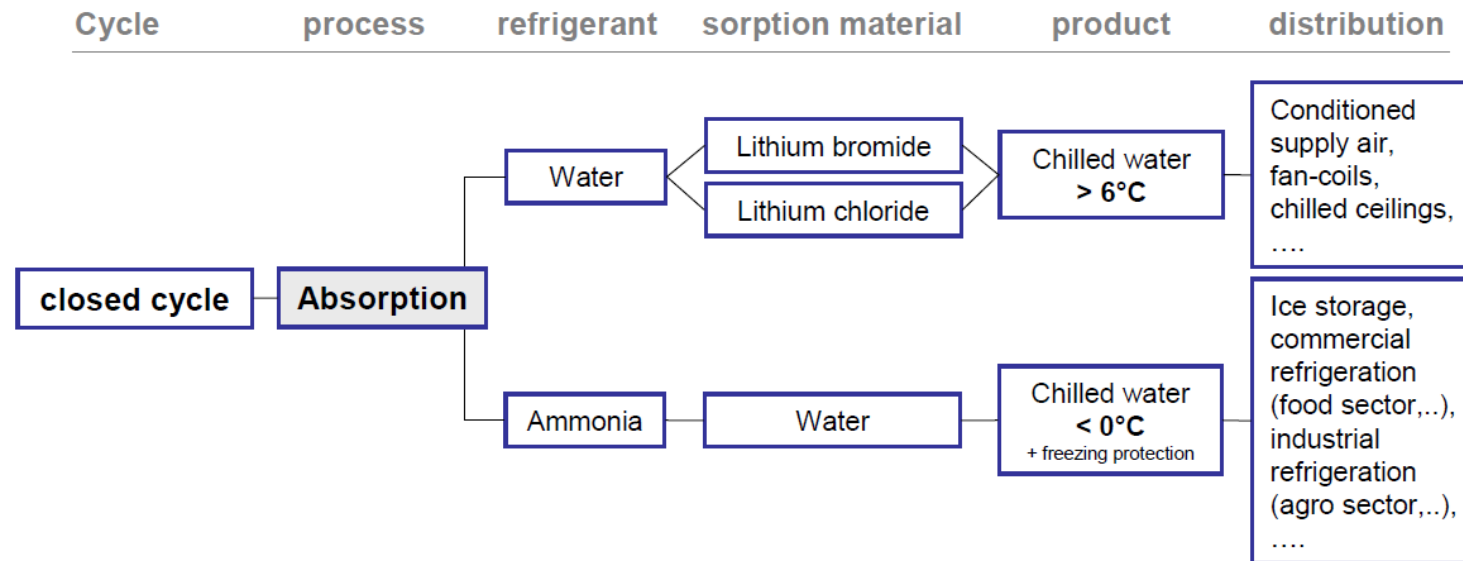 Cycle process refrigerant sorption material product distribution
Conditioned
supply air,
fan-coils,
chilled ceilings,
….
Lithium bromide
Water
Lithium chloride
Chilled water
> 6°C
closed cycle
Absorption
Ammonia
Water
Chilled water
< 0°C
+ freezing protection
Ice storage,
commercial
refrigeration
(food sector,..),
industrial
refrigeration
(agro sector,..),
….